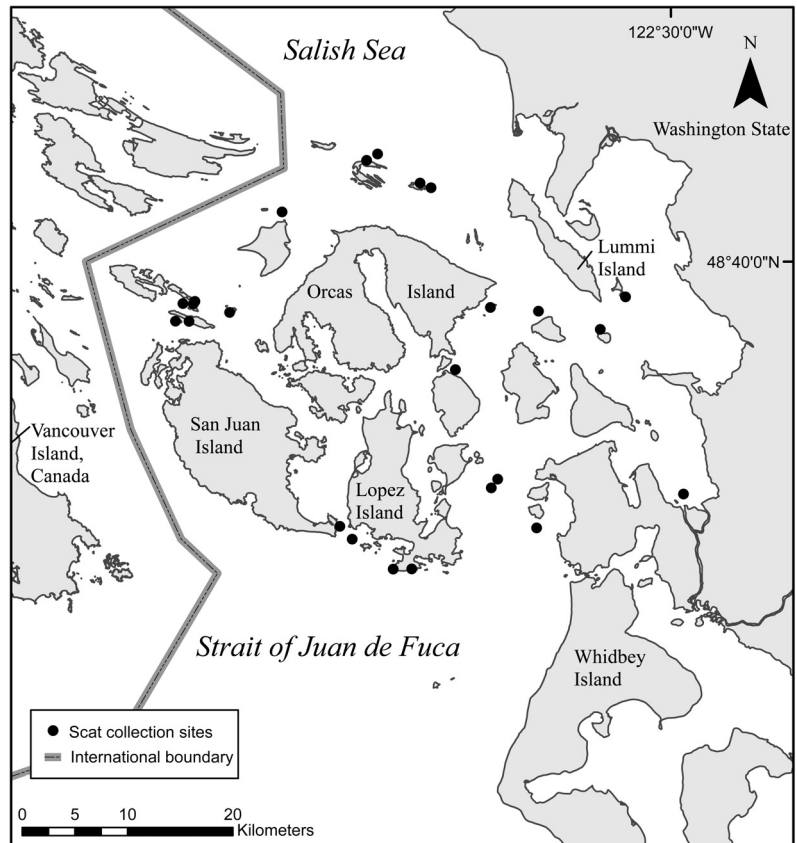 122°30'0"W
Salish Sea
N
Washington State
Lummi
Island
48°40'0"N
Orcas
Island
San Juan
Island
Vancouver
Island,
Canada
Lopez
Island
Strait of Juan de Fuca
Whidbey
Island
Scat collection sites
International boundary
0 5 10 20
Kilometers